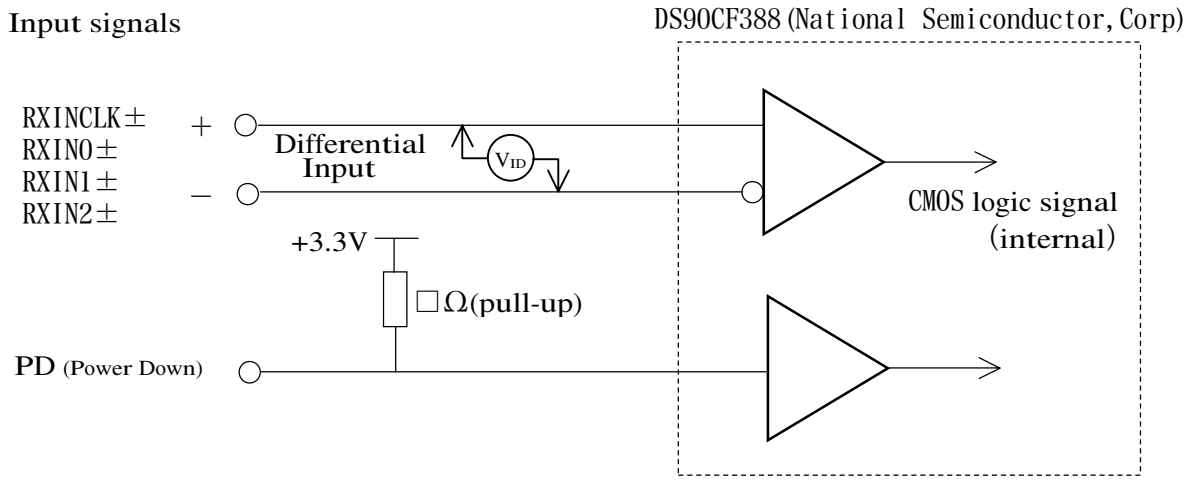 Input signals
DS90CF388(National Semiconductor,Corp)
RXINCLK±
RXIN0±
RXIN1±
RXIN2±
+
−
Differential
Input
VID
CMOS logic signal
(internal)
+3.3V
□Ω(pull-up)
PD (Power Down)